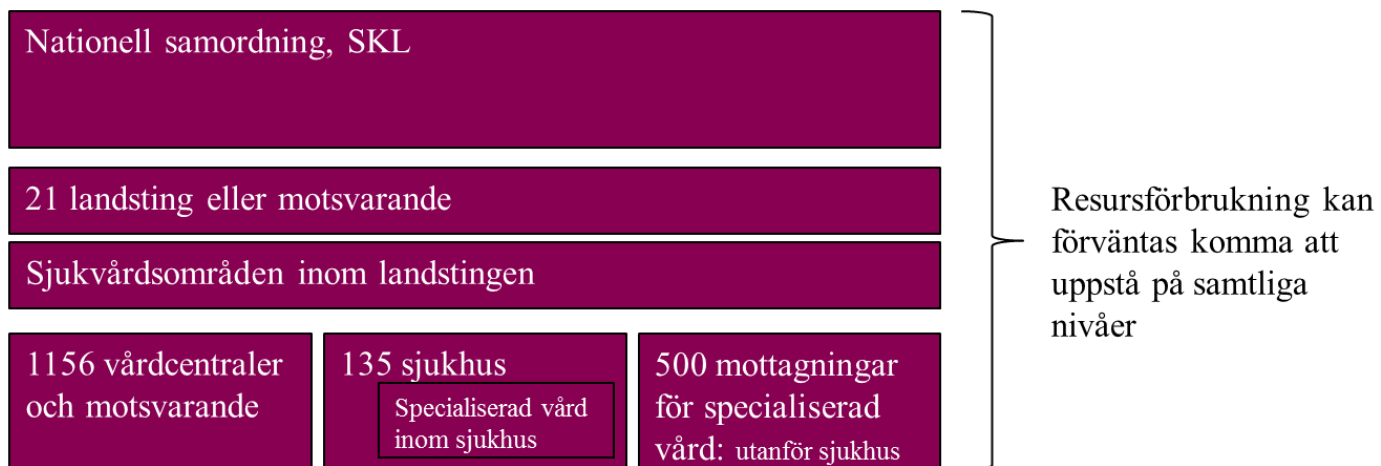 Nationell samordning, SKL
21 landsting eller motsvarande
Sjukvårdsområden inom landstingen
1156 vårdcentraler
och motsvarande
135 sjukhus
Specialiserad vård
inom sjukhus
500 mottagningar
för specialiserad
vård: utanför sjukhus
Resursförbrukning kan
förväntas komma att
uppstå på samtliga
nivåer